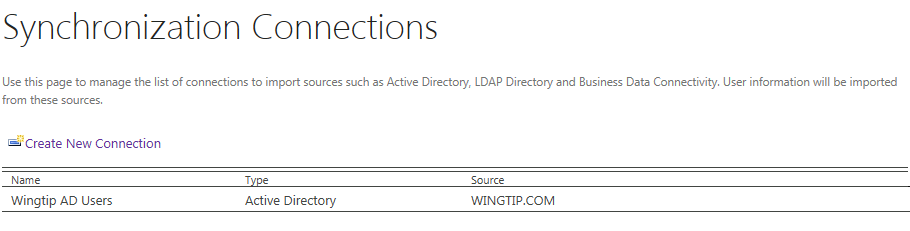 Synchronization Connections
Use this page to manage the list of connections to import sources such as Active Directory, LDAP Directory and Business Data Connectivity. User information will be imported
from these sources.
Create New Connection
Name Type Source
Wingtip AD Users Active Directory WINGTIP.COM